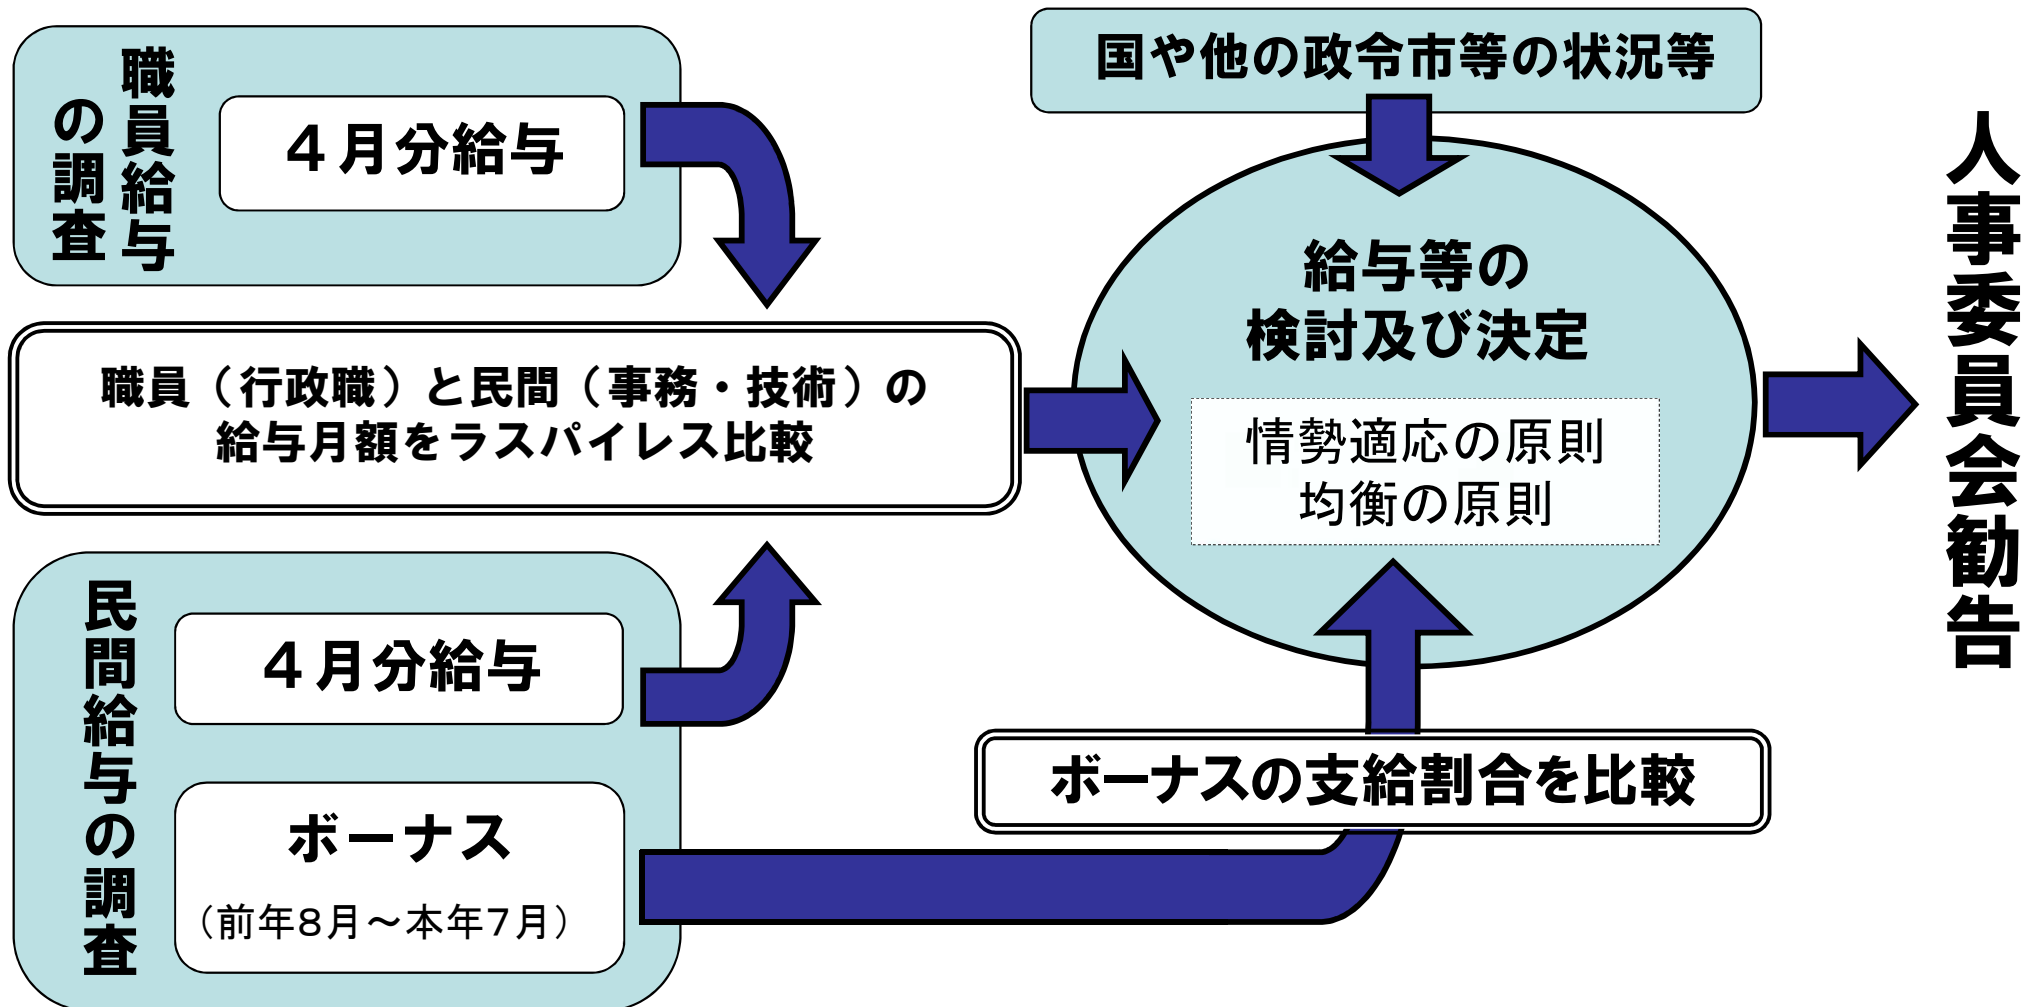 職員給与
の調査
４月分給与
国や他の政令市等の状況等
職員（行政職）と民間（事務・技術）の
給与月額をラスパイレス比較
給与等の
検討及び決定
情勢適応の原則
均衡の原則
人事委員会勧告
民間給与の調査
４月分給与
ボーナス
（前年８月～本年７月）
ボーナスの支給割合を比較